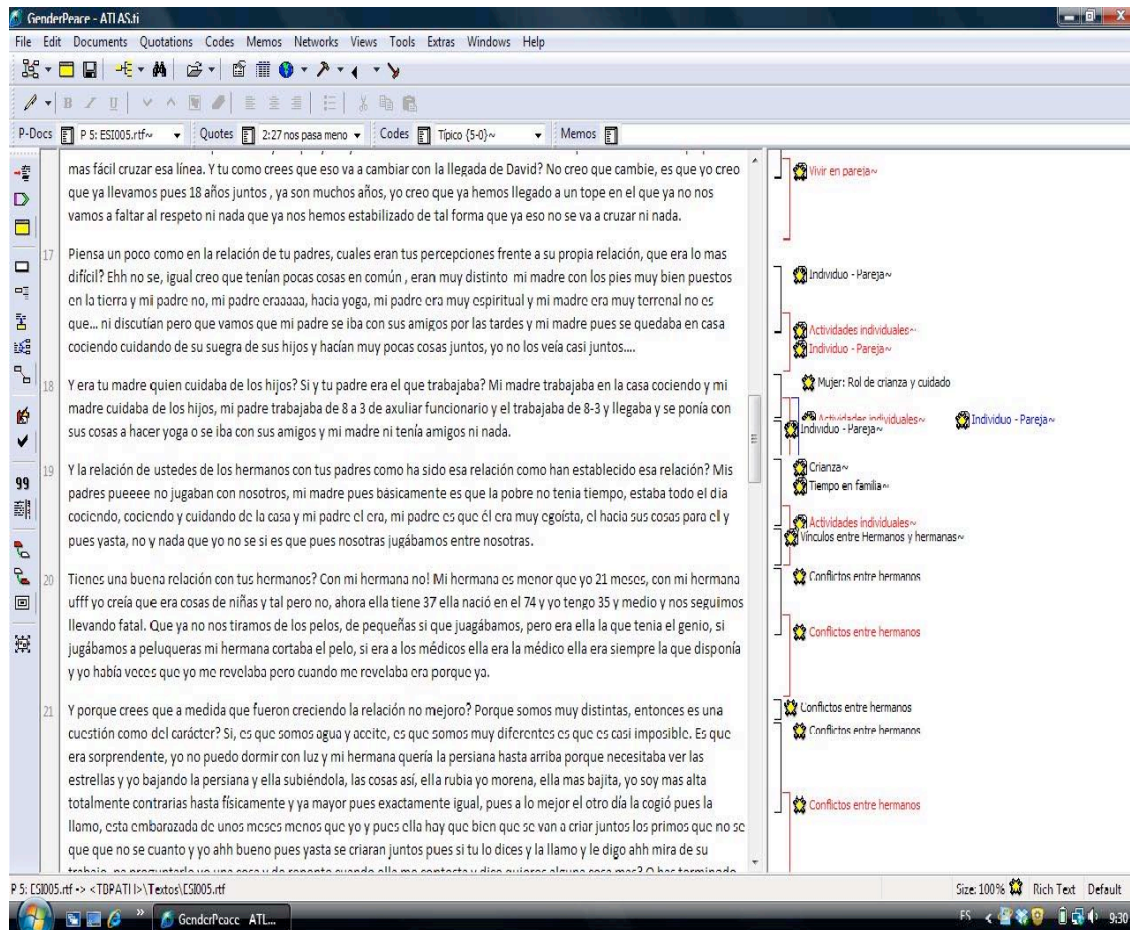 GenderPeace - ATLAS.ti
File Edit Documents Quotations Codes Memos Networks Views Tools Extras Windows Help
B I U
P-Docs P 5: ESI005.rtf~ Quotes 2:27 nos pasa meno Codes Típico {5-0}~ Memos
mas fácil cruzar esa línea. Y tu como crees que eso va a cambiar con la llegada de David? No creo que cambie, es que yo creo
que ya llevamos pues 18 años juntos , ya son muchos años, yo creo que ya hemos llegado a un tope en el que ya no nos
vamos a faltar al respeto ni nada que ya nos hemos estabilizado de tal forma que ya eso no se va a cruzar ni nada.
Vivir en pareja~
17 Piensa un poco como en la relación de tu padres, cuales eran tus percepciones frente a su propia relación, que era lo mas
difícil? Ehh no se, igual creo que tenían pocas cosas en común , eran muy distinto mi madre con los pies muy bien puestos
en la tierra y mi padre no, mi padre eraaaaa, hacia yoga, mi padre era muy espiritual y mi madre era muy terrenal no es
que... ni discutían pero que vamos que mi padre se iba con sus amigos por las tardes y mi madre pues se quedaba en casa
cociendo cuidando de su suegra de sus hijos y hacían muy pocas cosas juntos, yo no los veía casi juntos....
Individuo - Pareja~
Actividades individuales~
Individuo - Pareja~
18 Y era tu madre quien cuidaba de los hijos? Si y tu padre era el que trabajaba? Mi madre trabajaba en la casa cociendo y mi
madre cuidaba de los hijos, mi padre trabajaba de 8 a 3 de axuliar funcionario y el trabajaba de 8-3 y llegaba y se ponía con
sus cosas a hacer yoga o se iba con sus amigos y mi madre ni tenía amigos ni nada.
Mujer: Rol de crianza y cuidado
Actividades individuales~ Individuo - Pareja~
Individuo - Pareja~
19 Y la relación de ustedes de los hermanos con tus padres como ha sido esa relación como han establecido esa relación? Mis
padres pueeee no jugaban con nosotros, mi madre pues básicamente es que la pobre no tenia tiempo, estaba todo el dia
cociendo, cociendo y cuidando de la casa y mi padre el era, mi padre es que él era muy egoísta, el hacia sus cosas para el y
pues yasta, no y nada que yo no se si es que pues nosotras jugábamos entre nosotras.
Crianza~
Tiempo en familia~
Actividades individuales~
Vínculos entre Hermanos y hermanas~
20 Tienes una buena relación con tus hermanos? Con mi hermana no! Mi hermana es menor que yo 21 meses, con mi hermana
ufff yo creía que era cosas de niñas y tal pero no, ahora ella tiene 37 ella nació en el 74 y yo tengo 35 y medio y nos seguimos
llevando fatal. Que ya no nos tiramos de los pelos, de pequeñas si que juagábamos, pero era ella la que tenia el genio, si
jugábamos a peluqueras mi hermana cortaba el pelo, si era a los médicos ella era la médico ella era siempre la que disponía
y yo había veces que yo me revelaba pero cuando me revelaba era porque ya.
Conflictos entre hermanos
Conflictos entre hermanos
21 Y porque crees que a medida que fueron creciendo la relación no mejoro? Porque somos muy distintas, entonces es una
cuestión como del carácter? Si, es que somos agua y aceite, es que somos muy diferentes es que es casi imposible. Es que
era sorprendente, yo no puedo dormir con luz y mi hermana quería la persiana hasta arriba porque necesitaba ver las
estrellas y yo bajando la persiana y ella subiéndola, las cosas así, ella rubia yo morena, ella mas bajita, yo soy mas alta
totalmente contrarias hasta físicamente y ya mayor pues exactamente igual, pues a lo mejor el otro día la cogió pues la
llamo, esta embarazada de unos meses menos que yo y pues ella hay que bien que se van a criar juntos los primos que no se
que que no se cuanto y yo ahh bueno pues yasta se criaran juntos pues si tu lo dices y la llamo y le digo ahh mira de su
Conflictos entre hermanos
Conflictos entre hermanos
Conflictos entre hermanos
P 5: ESI005.rtf -> <TBPATH>\Textos\ESI005.rtf
Size: 100% Rich Text Default
GenderPeace ATL...
ES 9:30